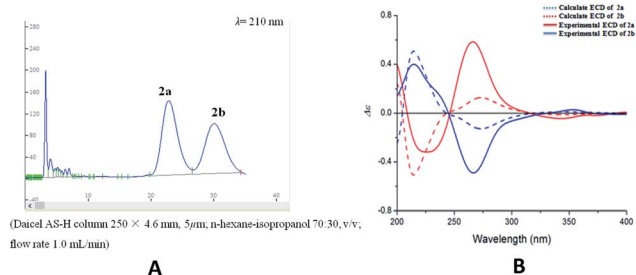 λ= 210 nm
280
240
200
160
120
80
40
-40
2a
2b
0
10
20
30
40
(Daicel AS-H column 250 × 4.6 mm, 5μm; n-hexane-isopropanol 70:30, v/v;
flow rate 1.0 mL/min)
A
Calculate ECD of 2a
Calculate ECD of 2b
Experimental ECD of 2a
Experimental ECD of 2b
0.8
0.4
0.0
-0.4
-0.8
Δε
200
250
300
350
400
Wavelength (nm)
B